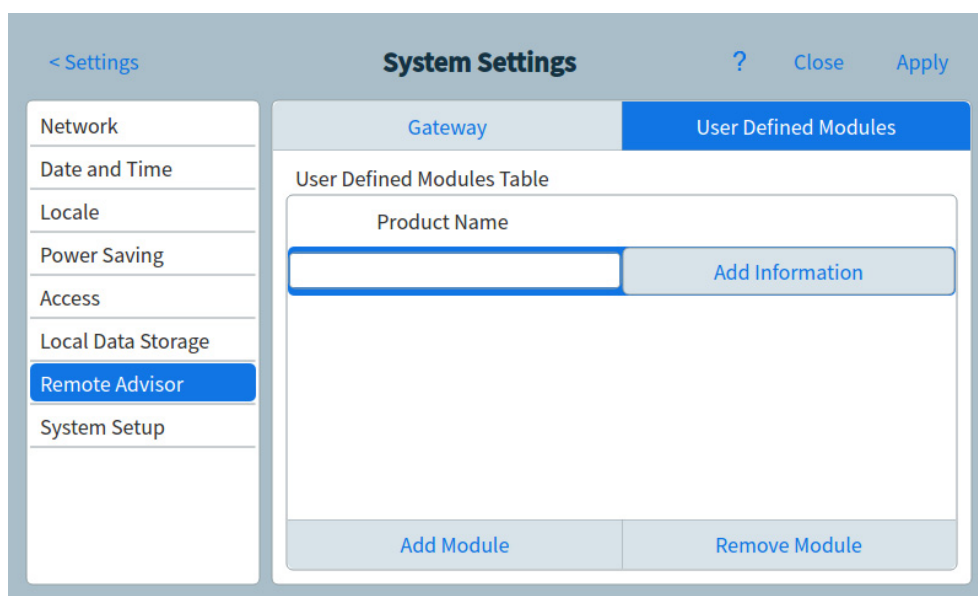 < Settings System Settings ? Close Apply
Network
Date and Time
Locale
Power Saving
Access
Local Data Storage
Remote Advisor
System Setup
Gateway User Defined Modules
User Defined Modules Table
Product Name
Add Information
Add Module Remove Module